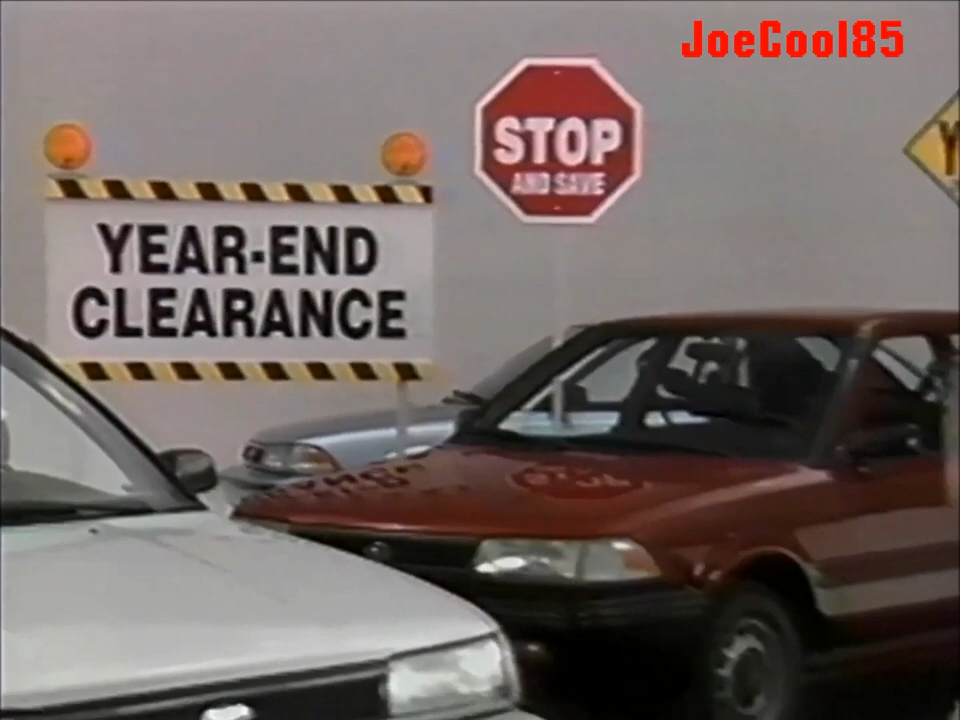 JoeCool85
STOP
AND SAVE
YEAR-END
CLEARANCE
Y